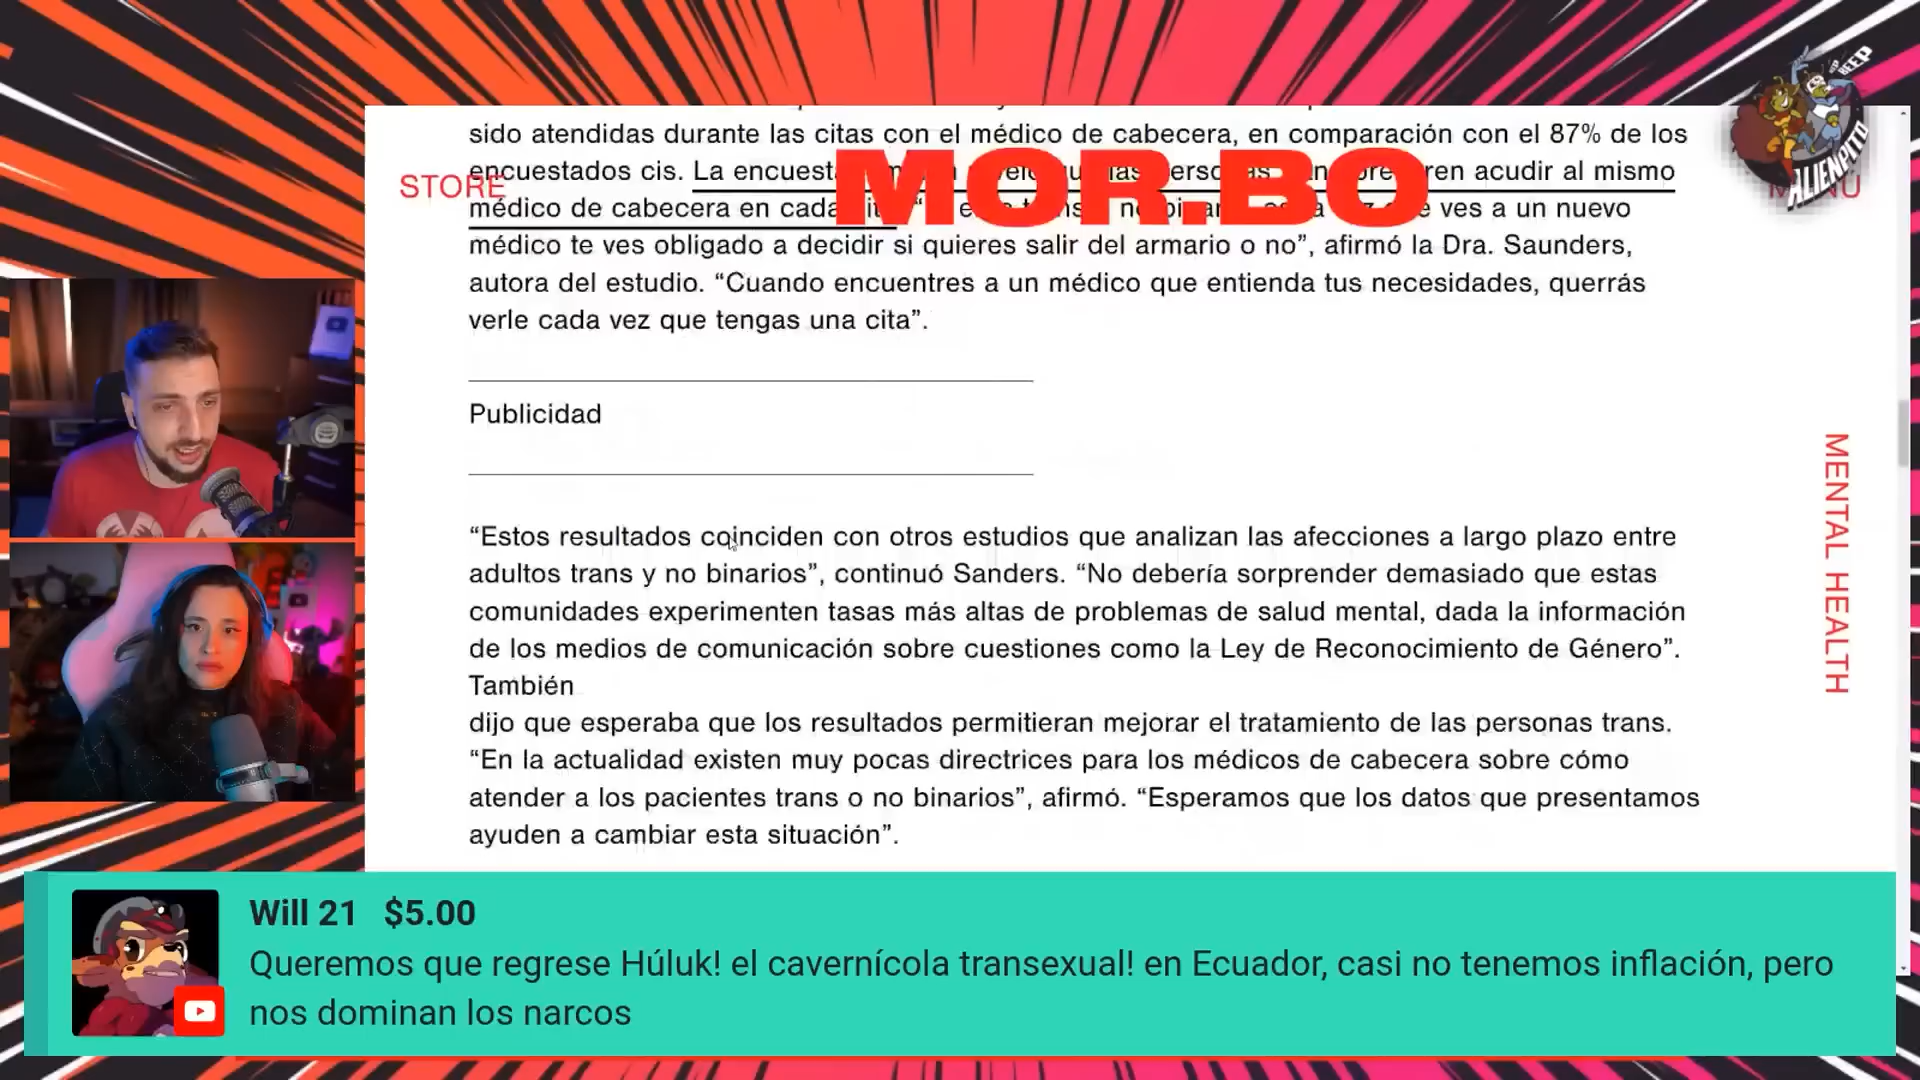 sido atendidas durante las citas con el médico de cabecera, en comparación con el 87% de los
encuestados cis. La encuesta acudir al mismo
médico de cabecera en cada ves a un nuevo
médico te ves obligado a decidir si quieres salir del armario o no”, afirmó la Dra. Saunders,
autora del estudio. “Cuando encuentres a un médico que entienda tus necesidades, querrás
verle cada vez que tengas una cita”.
STORE
MOR.BO
BEEP
ALIENPITO
Publicidad
“Estos resultados coinciden con otros estudios que analizan las afecciones a largo plazo entre
adultos trans y no binarios”, continuó Sanders. “No debería sorprender demasiado que estas
comunidades experimenten tasas más altas de problemas de salud mental, dada la información
de los medios de comunicación sobre cuestiones como la Ley de Reconocimiento de Género”.
También
dijo que esperaba que los resultados permitieran mejorar el tratamiento de las personas trans.
“En la actualidad existen muy pocas directrices para los médicos de cabecera sobre cómo
atender a los pacientes trans o no binarios”, afirmó. “Esperamos que los datos que presentamos
ayuden a cambiar esta situación”.
MENTAL HEALTH
Will 21 $5.00
Queremos que regrese Húluk! el cavernícola transexual! en Ecuador, casi no tenemos inflación, pero
nos dominan los narcos